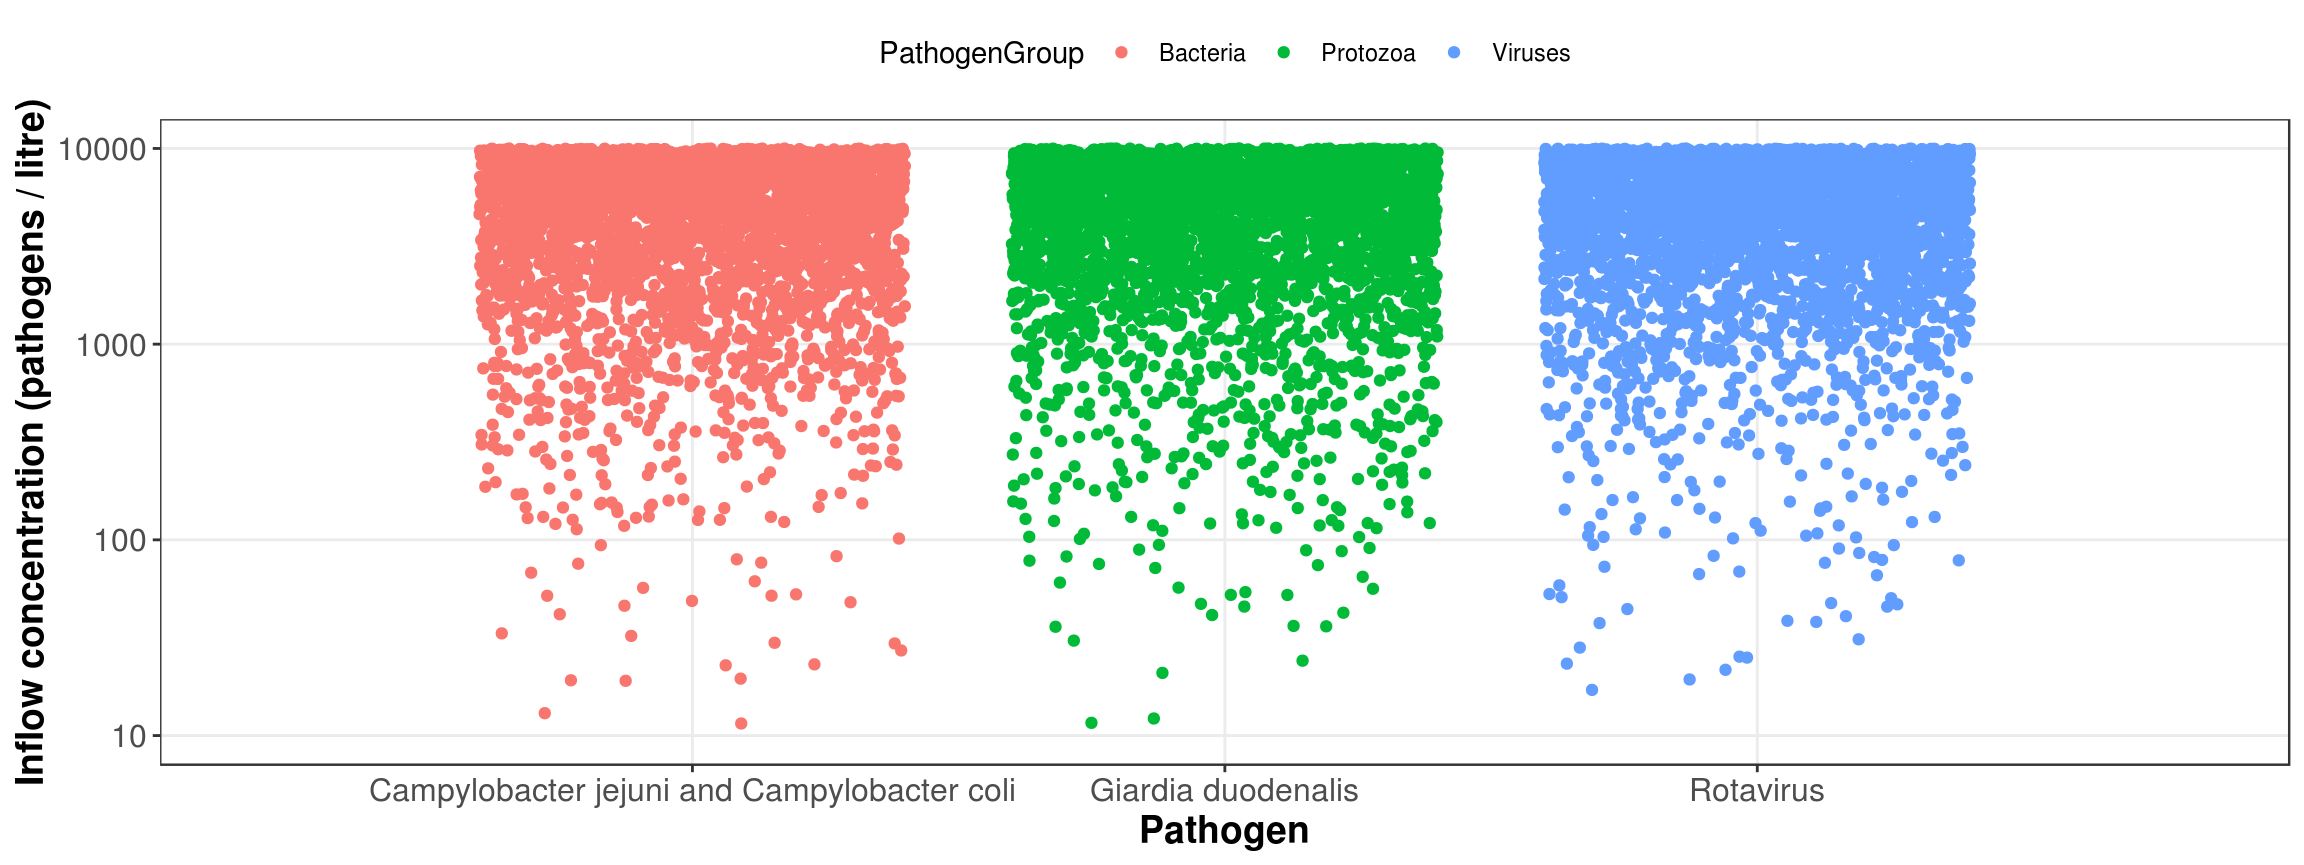 PathogenGroup Bacteria Protozoa Viruses
Inflow concentration (pathogens / litre)
10000
1000
100
10
Campylobacter jejuni and Campylobacter coli Giardia duodenalis Rotavirus
Pathogen